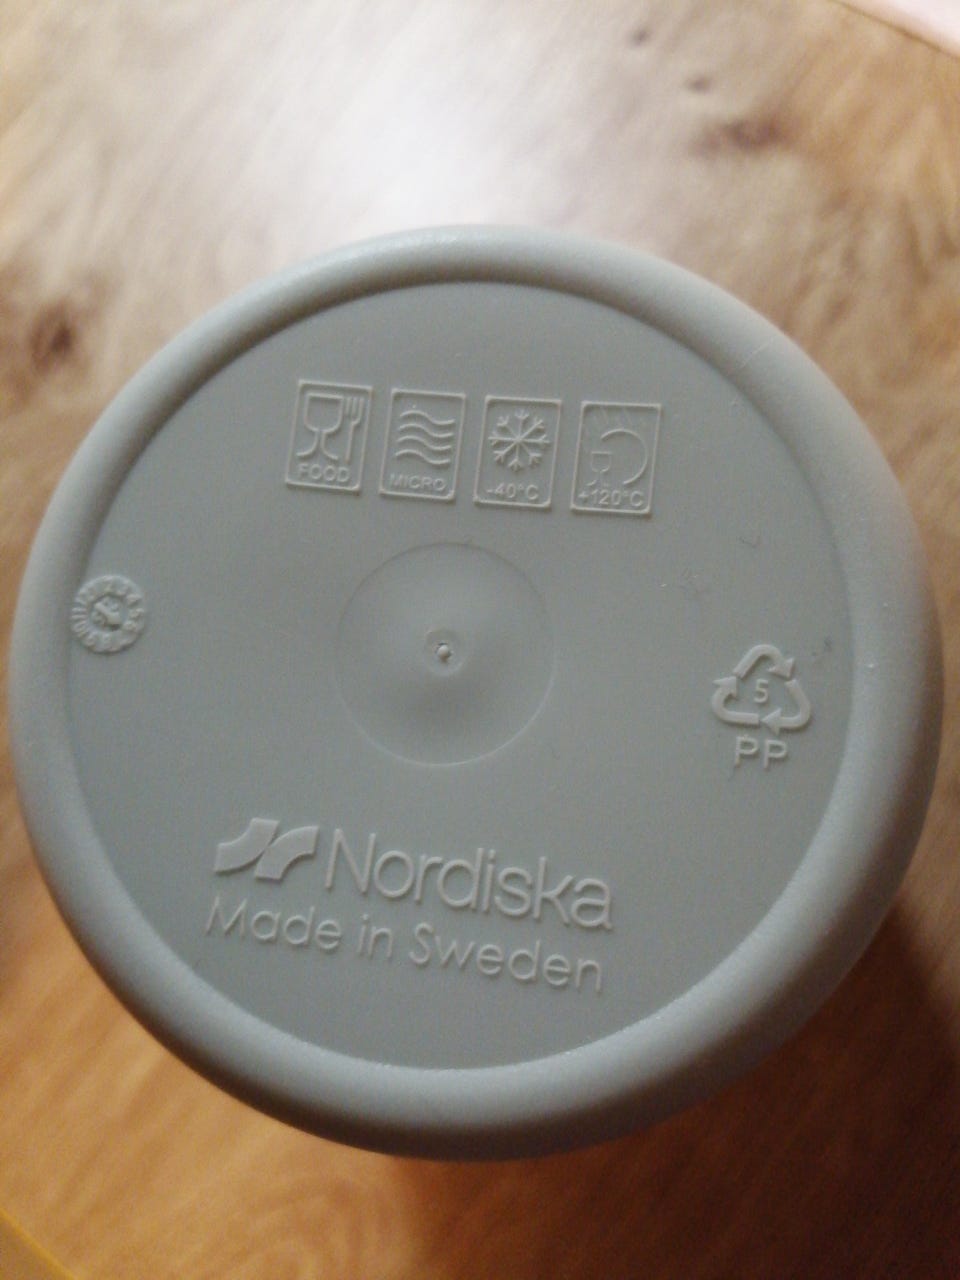 FOOD
MICRO
-40°C
+120°C
5
PP
Nordiska
Made in Sweden